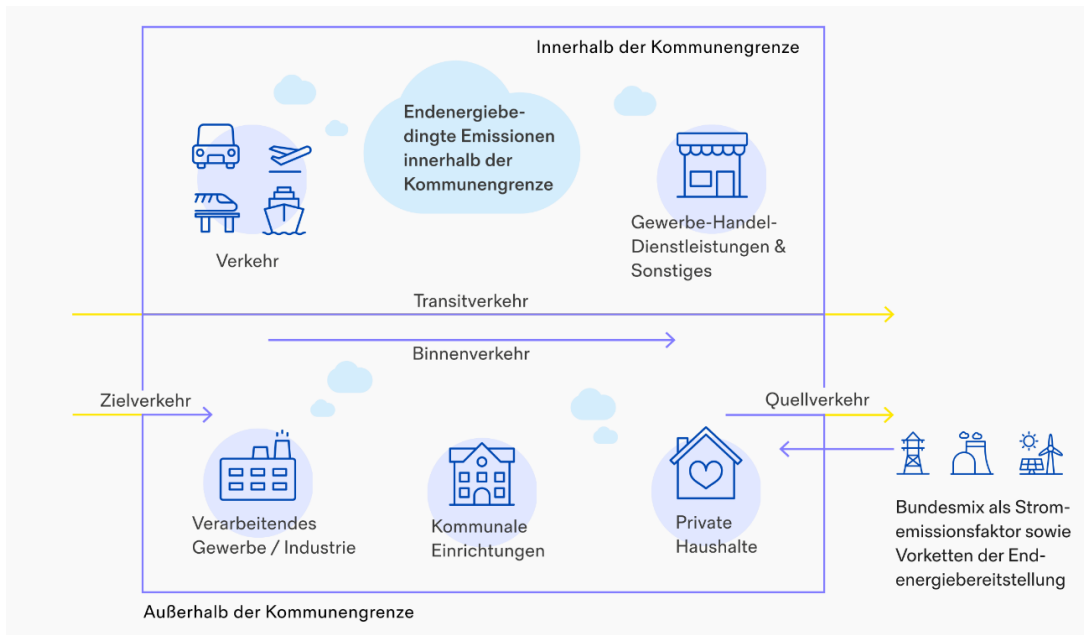 Innerhalb der Kommunengrenze
Endenergiebe-
dingte Emissionen
innerhalb der
Kommunengrenze
Verkehr
Gewerbe-Handel-
Dienstleistungen &
Sonstiges
Transitverkehr
Binnenverkehr
Zielverkehr
Quellverkehr
Verarbeitendes
Gewerbe / Industrie
Kommunale
Einrichtungen
Private
Haushalte
Bundesmix als Strom-
emissionsfaktor sowie
Vorketten der End-
energiebereitstellung
Außerhalb der Kommunengrenze